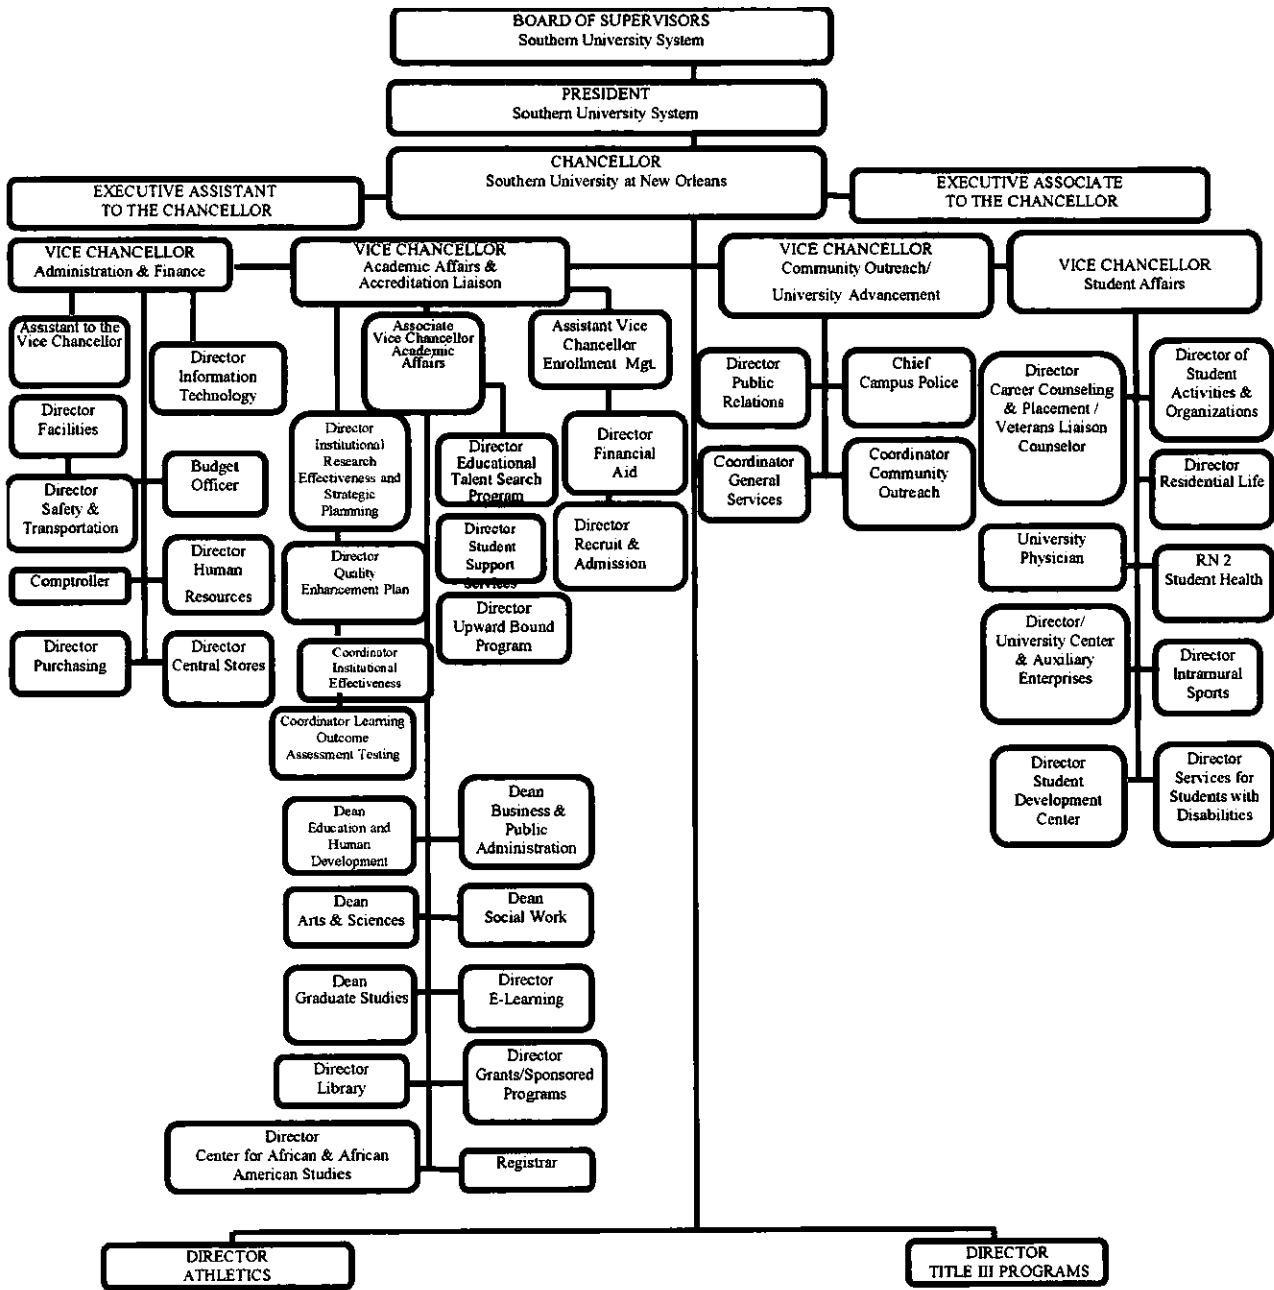 BOARD OF SUPERVISORS
Southern University System
PRESIDENT
Southern University System
CHANCELLOR
Southern University at New Orleans
EXECUTIVE ASSISTANT
TO THE CHANCELLOR
EXECUTIVE ASSOCIATE
TO THE CHANCELLOR
VICE CHANCELLOR
Administration & Finance
VICE CHANCELLOR
Academic Affairs &
Accreditation Liaison
VICE CHANCELLOR
Community Outreach/
University Advancement
VICE CHANCELLOR
Student Affairs
Assistant to the
Vice Chancellor
Director
Information
Technology
Director
Facilities
Budget
Officer
Director
Safety &
Transportation
Comptroller
Director
Human
Resources
Director
Purchasing
Director
Central Stores
Associate
Vice Chancellor
Academic
Affairs
Assistant Vice
Chancellor
Enrollment Mgt.
Director
Institutional
Research
Effectiveness and
Strategic
Planning
Director
Educational
Talent Search
Program
Director
Financial
Aid
Director
Quality
Enhancement Plan
Director
Student
Support
Services
Director
Recruit &
Admission
Director
Upward Bound
Program
Coordinator
Institutional
Effectiveness
Coordinator Learning
Outcome
Assessment Testing
Dean
Education and
Human
Development
Dean
Business &
Public
Administration
Dean
Arts & Sciences
Dean
Social Work
Dean
Graduate Studies
Director
E-Learning
Director
Library
Director
Grants/Sponsored
Programs
Director
Center for African & African
American Studies
Registrar
Director
Public
Relations
Chief
Campus Police
Coordinator
General
Services
Coordinator
Community
Outreach
Director
Career Counseling
& Placement /
Veterans Liaison
Counselor
Director of
Student
Activities &
Organizations
Director
Residential Life
University
Physician
RN 2
Student Health
Director/
University Center
& Auxiliary
Enterprises
Director
Intramural
Sports
Director
Student
Development
Center
Director
Services for
Students with
Disabilities
DIRECTOR
ATHLETICS
DIRECTOR
TITLE III PROGRAMS